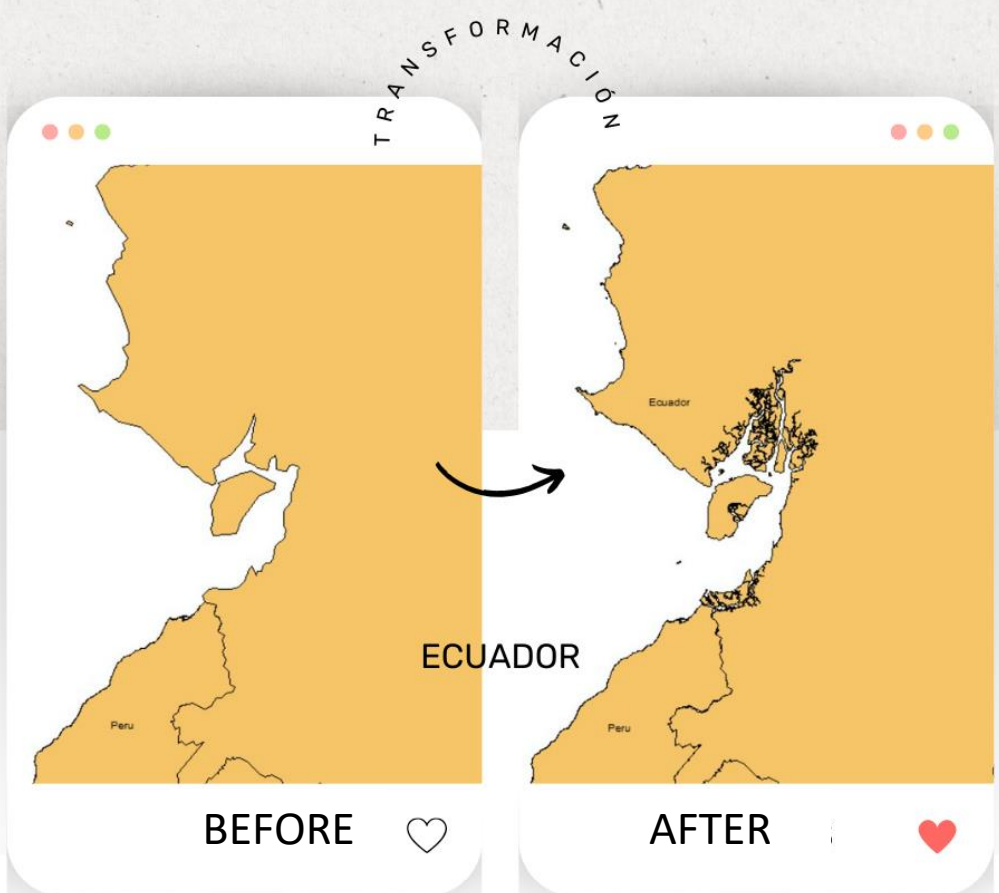 TRANSFORMACIÓN
Ecuador
ECUADOR
Peru
Peru
BEFORE
AFTER